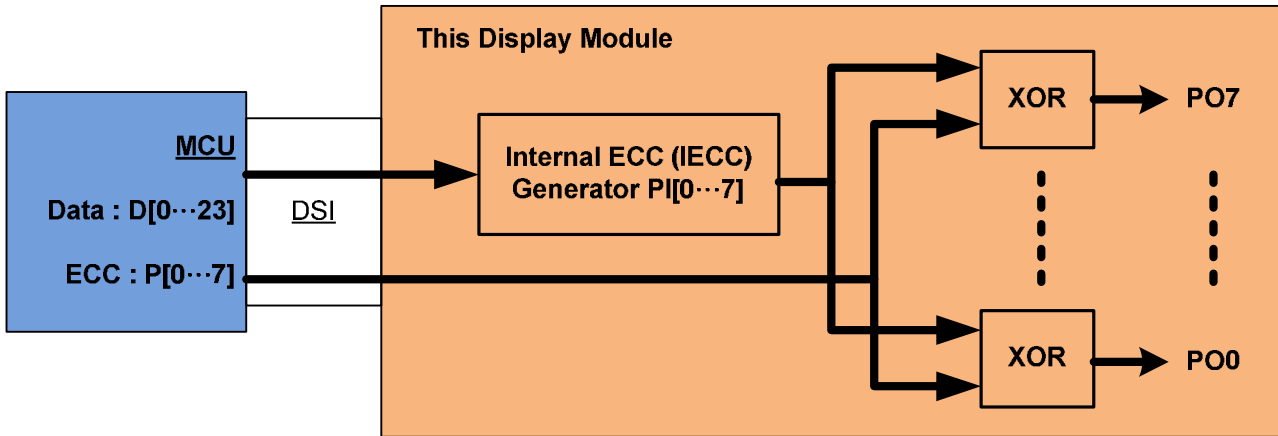 This Display Module
MCU
Data : D[0···23]
ECC : P[0···7]
DSI
Internal ECC (IECC)
Generator PI[0···7]
XOR
PO7
XOR
PO0